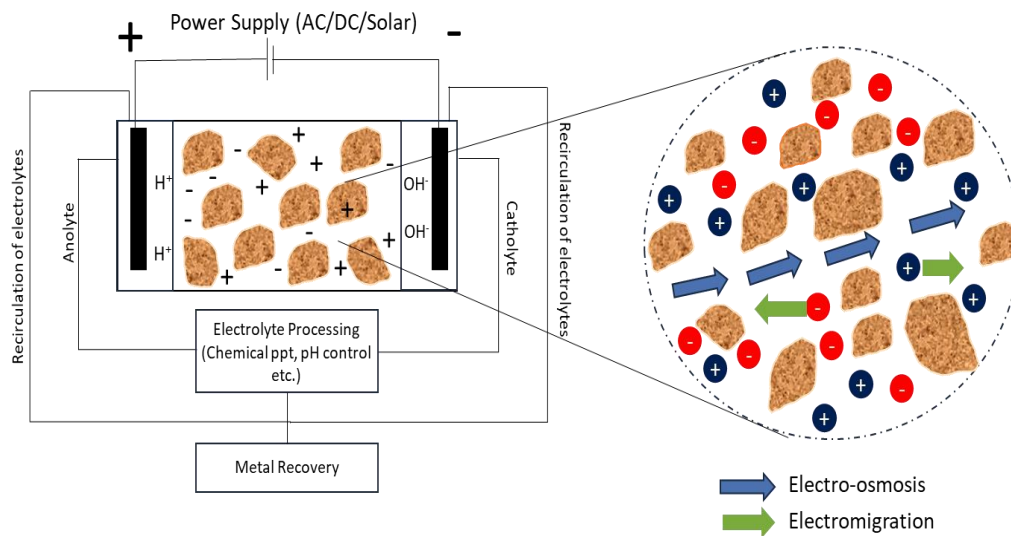 Power Supply (AC/DC/Solar)
+
-
Recirculation of electrolytes
Anolyte
H⁺
H⁺
OH⁻
OH⁻
Catholyte
Recirculation of electrolytes
Electrolyte Processing
(Chemical ppt, pH control
etc.)
Metal Recovery
Electro-osmosis
Electromigration